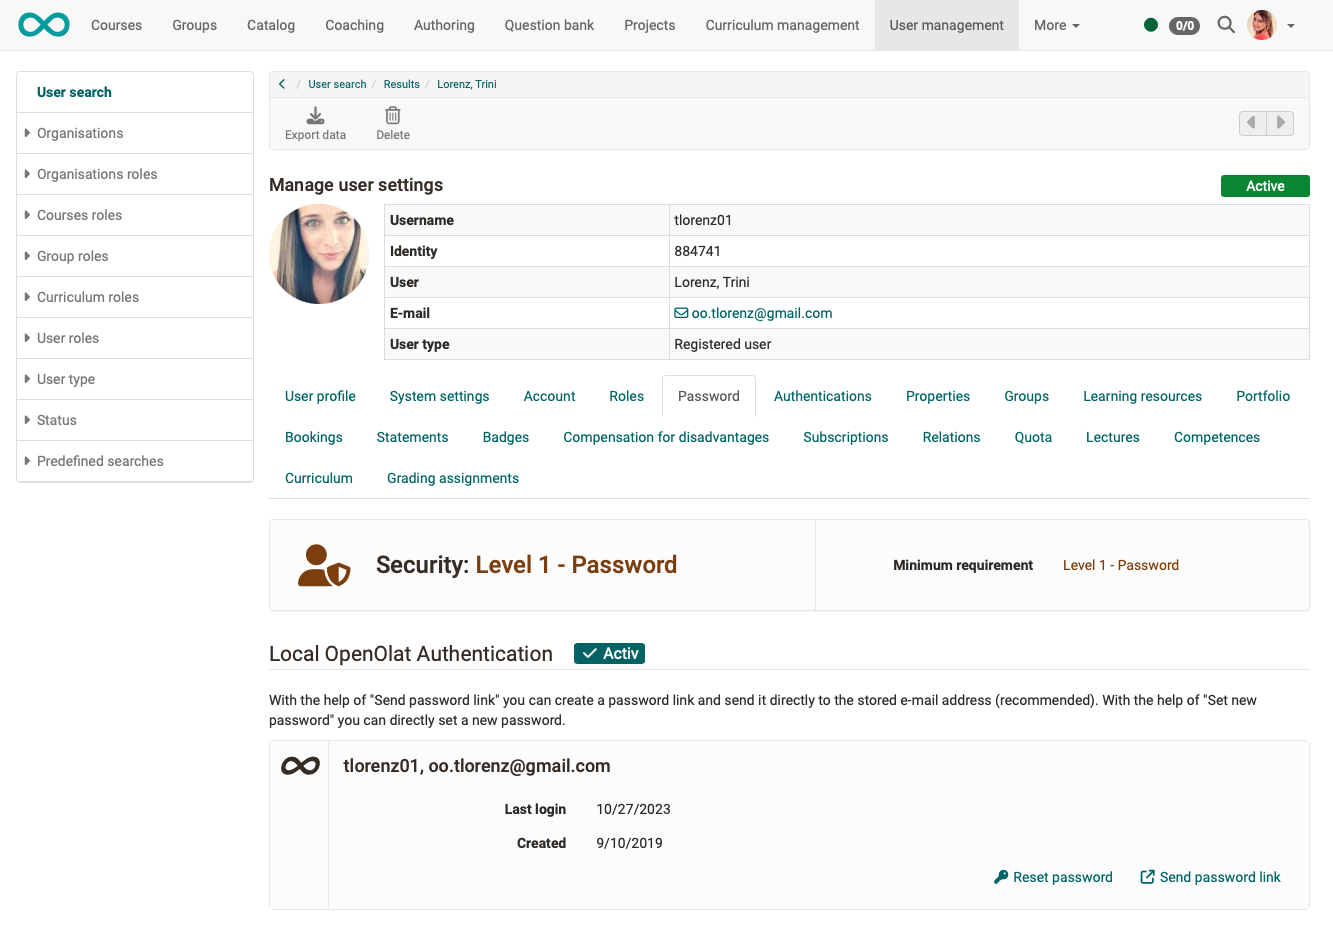 Courses Groups Catalog Coaching Authoring Question bank Projects Curriculum management User management More 0/0
User search
Organisations
Organisations roles
Courses roles
Group roles
Curriculum roles
User roles
User type
Status
Predefined searches
/ User search / Results / Lorenz, Trini
Export data Delete
Manage user settings Active
Username tlorenz01
Identity 884741
User Lorenz, Trini
E-mail oo.tlorenz@gmail.com
User type Registered user
User profile System settings Account Roles Password Authentications Properties Groups Learning resources Portfolio
Bookings Statements Badges Compensation for disadvantages Subscriptions Relations Quota Lectures Competences
Curriculum Grading assignments
Security: Level 1 - Password Minimum requirement Level 1 - Password
Local OpenOlat Authentication Activ
With the help of "Send password link" you can create a password link and send it directly to the stored e-mail address (recommended). With the help of "Set new
password" you can directly set a new password.
tlorenz01, oo.tlorenz@gmail.com
Last login 10/27/2023
Created 9/10/2019
Reset password Send password link